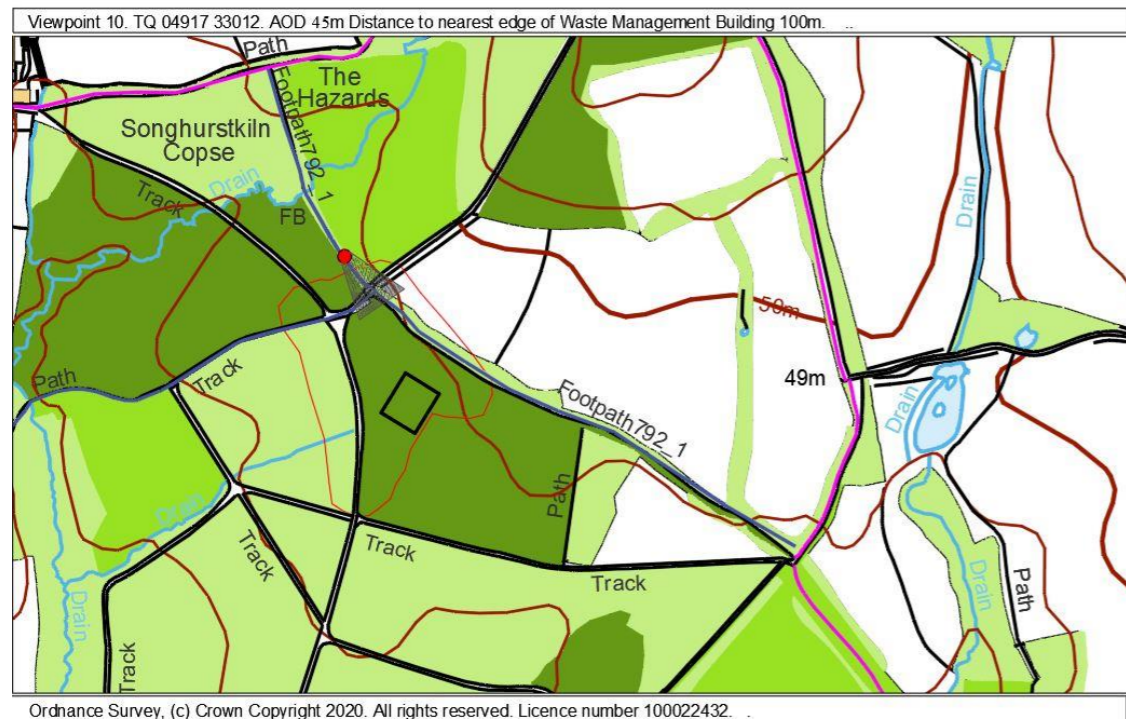 Viewpoint 10. TQ 04917 33012. AOD 45m Distance to nearest edge of Waste Management Building 100m. ..
Path
The
Hazards
Footpath792_1
Songhurstkiln
Copse
Drain
Track
FB
Drain
50m
49m
Drain
Path
Track
Footpath792_1
Path
Drain
Track
Track
Track
Drain
Path
Drain
Track
Ordnance Survey, (c) Crown Copyright 2020. All rights reserved. Licence number 100022432. .